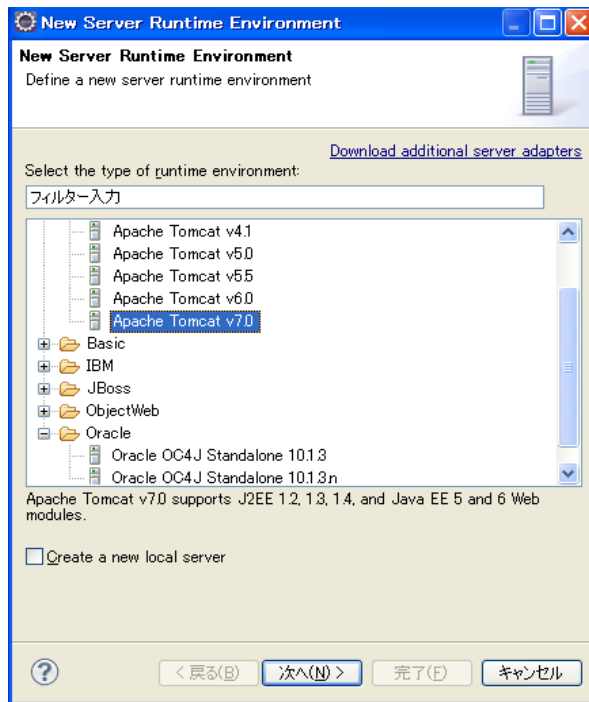 New Server Runtime Environment
New Server Runtime Environment
Define a new server runtime environment
Download additional server adapters
Select the type of runtime environment:
フィルター入力
Apache Tomcat v4.1
Apache Tomcat v5.0
Apache Tomcat v5.5
Apache Tomcat v6.0
Apache Tomcat v7.0
Basic
IBM
JBoss
ObjectWeb
Oracle
Oracle OC4J Standalone 10.1.3
Oracle OC4J Standalone 10.1.3.n
Apache Tomcat v7.0 supports J2EE 1.2, 1.3, 1.4, and Java EE 5 and 6 Web
modules.
Create a new local server
? < 戻る(B) 次へ(N) > 完了(F) キャンセル